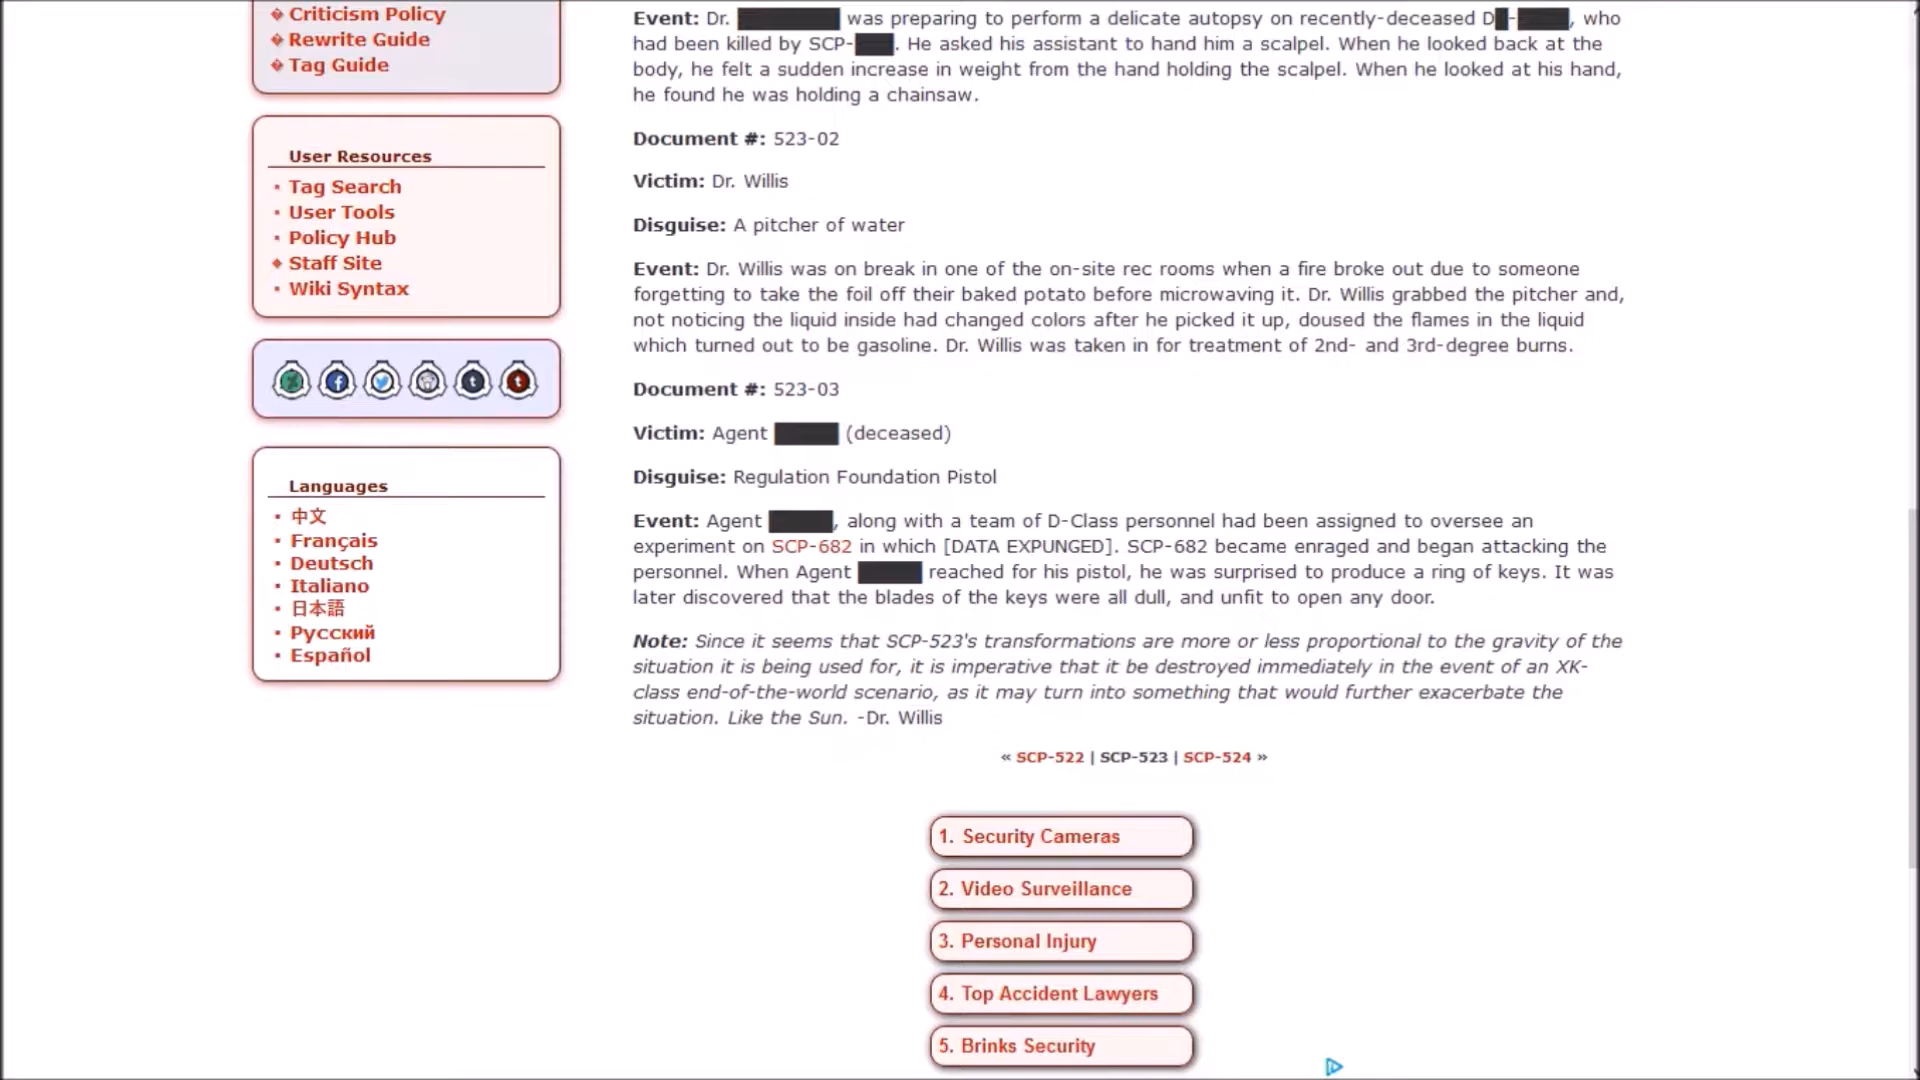 Criticism Policy
Rewrite Guide
Tag Guide
User Resources
Tag Search
User Tools
Policy Hub
Staff Site
Wiki Syntax
Languages
中文
Français
Deutsch
Italiano
日本語
Русский
Español
Event: Dr. ████████ was preparing to perform a delicate autopsy on recently-deceased D█-████, who
had been killed by SCP-███. He asked his assistant to hand him a scalpel. When he looked back at the
body, he felt a sudden increase in weight from the hand holding the scalpel. When he looked at his hand,
he found he was holding a chainsaw.
Document #: 523-02
Victim: Dr. Willis
Disguise: A pitcher of water
Event: Dr. Willis was on break in one of the on-site rec rooms when a fire broke out due to someone
forgetting to take the foil off their baked potato before microwaving it. Dr. Willis grabbed the pitcher and,
not noticing the liquid inside had changed colors after he picked it up, doused the flames in the liquid
which turned out to be gasoline. Dr. Willis was taken in for treatment of 2nd- and 3rd-degree burns.
Document #: 523-03
Victim: Agent █████ (deceased)
Disguise: Regulation Foundation Pistol
Event: Agent █████, along with a team of D-Class personnel had been assigned to oversee an
experiment on SCP-682 in which [DATA EXPUNGED]. SCP-682 became enraged and began attacking the
personnel. When Agent █████ reached for his pistol, he was surprised to produce a ring of keys. It was
later discovered that the blades of the keys were all dull, and unfit to open any door.
Note: Since it seems that SCP-523's transformations are more or less proportional to the gravity of the
situation it is being used for, it is imperative that it be destroyed immediately in the event of an XK-
class end-of-the-world scenario, as it may turn into something that would further exacerbate the
situation. Like the Sun. -Dr. Willis
« SCP-522 | SCP-523 | SCP-524 »
1. Security Cameras
2. Video Surveillance
3. Personal Injury
4. Top Accident Lawyers
5. Brinks Security